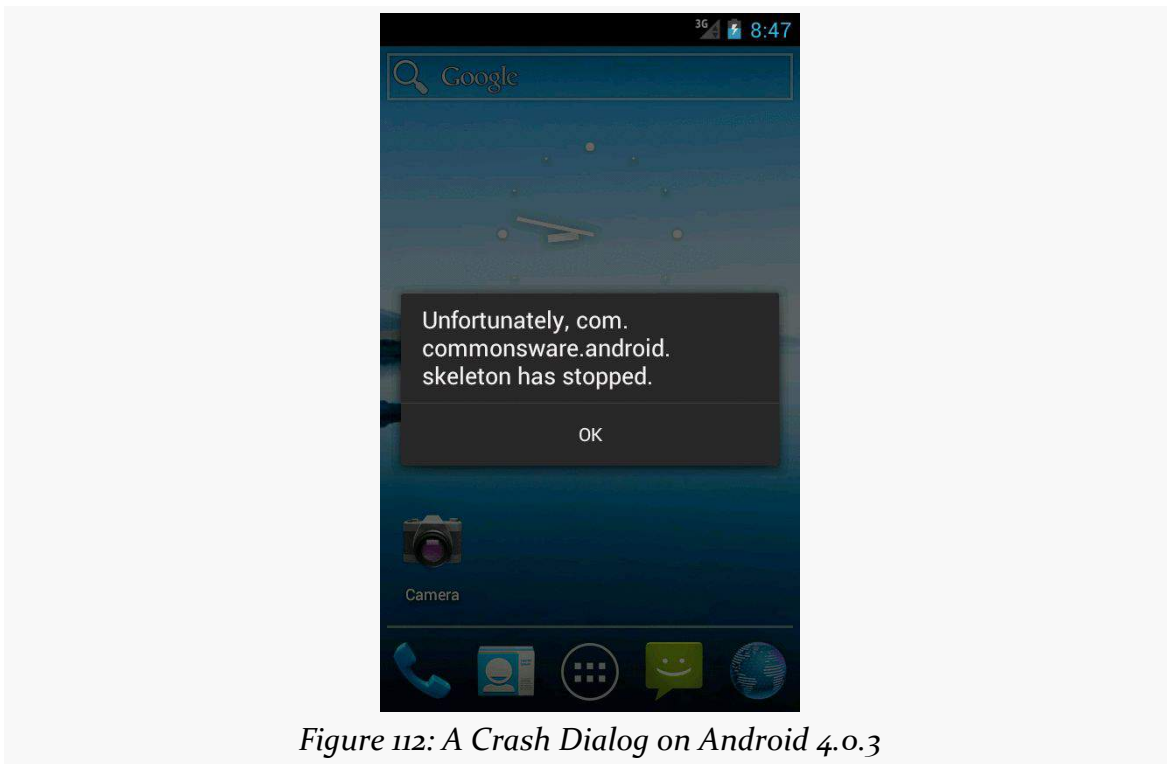 3G 8:47
Google
Unfortunately, com.
commonsware.android.
skeleton has stopped.
OK
Camera
Figure 112: A Crash Dialog on Android 4.0.3